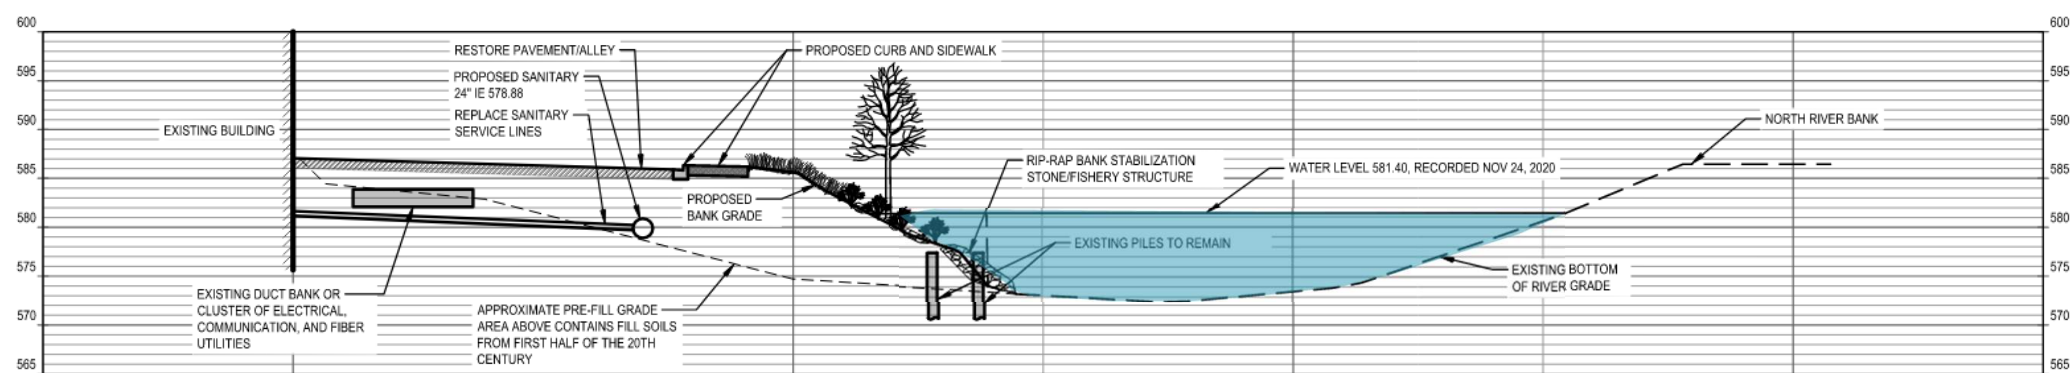 600
600
RESTORE PAVEMENT/ALLEY
PROPOSED CURB AND SIDEWALK
595
595
PROPOSED SANITARY
24" IE 578.88
REPLACE SANITARY
SERVICE LINES
590
590
EXISTING BUILDING
NORTH RIVER BANK
RIP-RAP BANK STABILIZATION
STONE/FISHERY STRUCTURE
WATER LEVEL 581.40, RECORDED NOV 24, 2020
585
585
PROPOSED
BANK GRADE
580
580
EXISTING PILES TO REMAIN
575
575
EXISTING BOTTOM
OF RIVER GRADE
EXISTING DUCT BANK OR
CLUSTER OF ELECTRICAL,
COMMUNICATION, AND FIBER
UTILITIES
APPROXIMATE PRE-FILL GRADE
AREA ABOVE CONTAINS FILL SOILS
FROM FIRST HALF OF THE 20TH
CENTURY
570
570
565
565